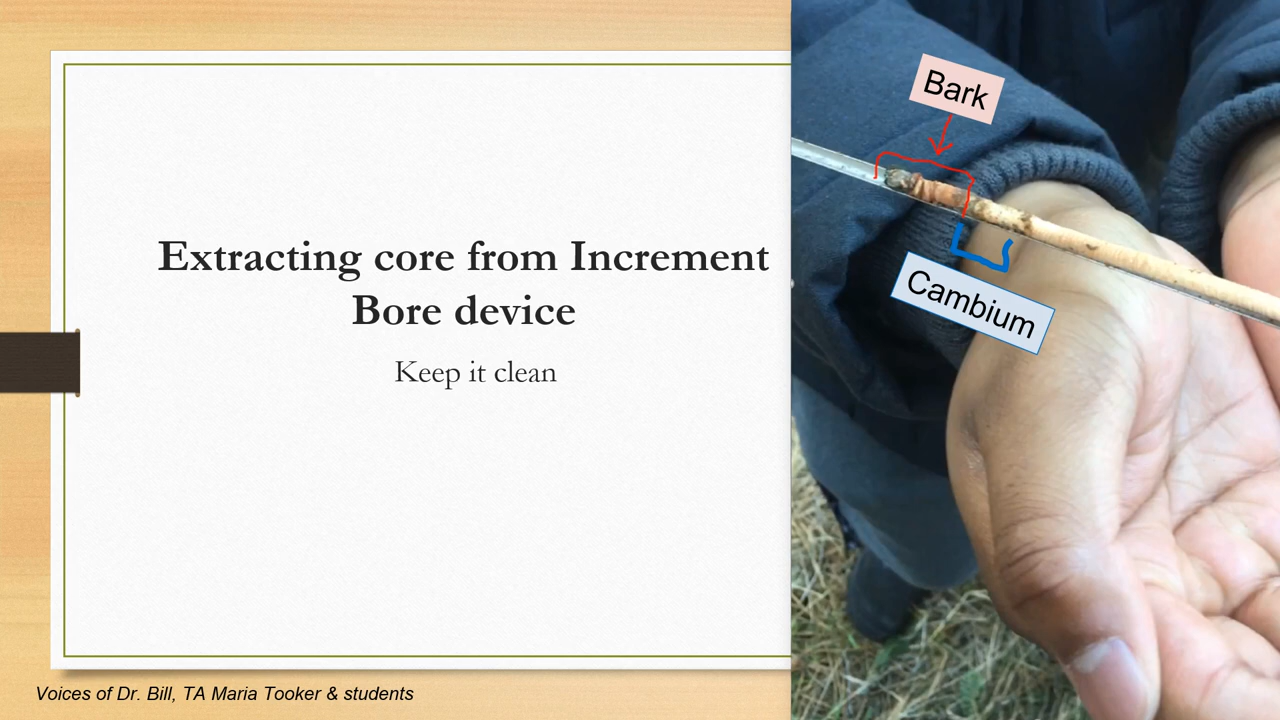 Extracting core from Increment
Bore device
Keep it clean
Bark
Cambium
Voices of Dr. Bill, TA Maria Tooker & students